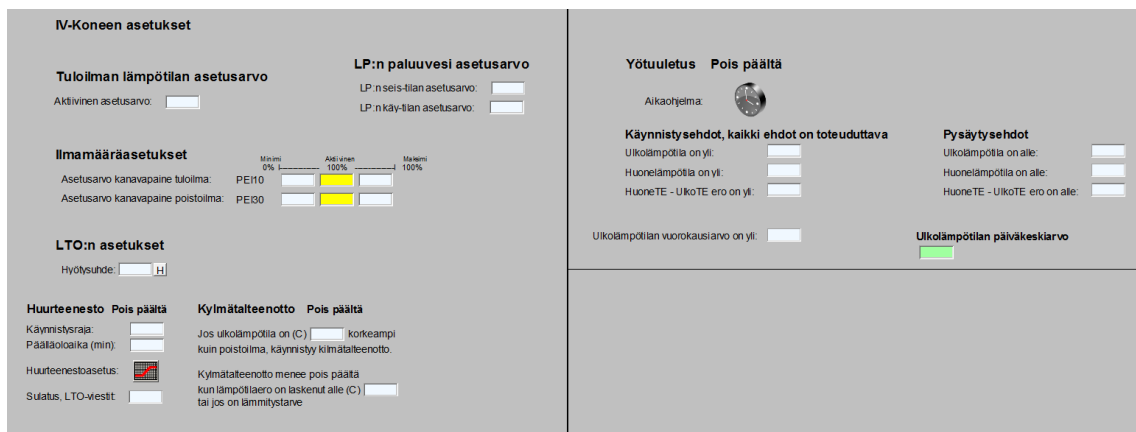 IV-Koneen asetukset
Tuloilman lämpötilan asetusarvo
Aktiivinen asetusarvo:
LP:n paluuvesi asetusarvo
LP:n seis-tilan asetusarvo:
LP:n käy-tilan asetusarvo:
Ilmamääräasetukset
Minimi Aktiivinen Maksimi
0% 100% 100%
Asetusarvo kanavapaine tuloilma: PEI10
Asetusarvo kanavapaine poistoilma: PEI30
LTO:n asetukset
Hyötysuhde: H
Huurteenesto Pois päältä
Käynnistysraja:
Päälläoloaika (min):
Huurteenestoasetus:
Sulatus, LTO-viestit:
Kylmätalteenotto Pois päältä
Jos ulkolämpötila on (C) korkeampi
kuin poistoilma, käynnistyy kilmätalteenotto.
Kylmätalteenotto menee pois päältä
kun lämpötilaero on laskenut alle (C)
tai jos on lämmitystarve
Yötuuletus Pois päältä
Aikaohjelma:
Käynnistysehdot, kaikki ehdot on toteuduttava
Ulkolämpötila on yli:
Huonelämpötila on yli:
HuoneTE - UlkoTE ero on yli:
Pysäytysehdot
Ulkolämpötila on alle:
Huonelämpötila on alle:
HuoneTE - UlkoTE ero on alle:
Ulkolämpötilan vuorokausiarvo on yli:
Ulkolämpötilan päiväkeskiarvo